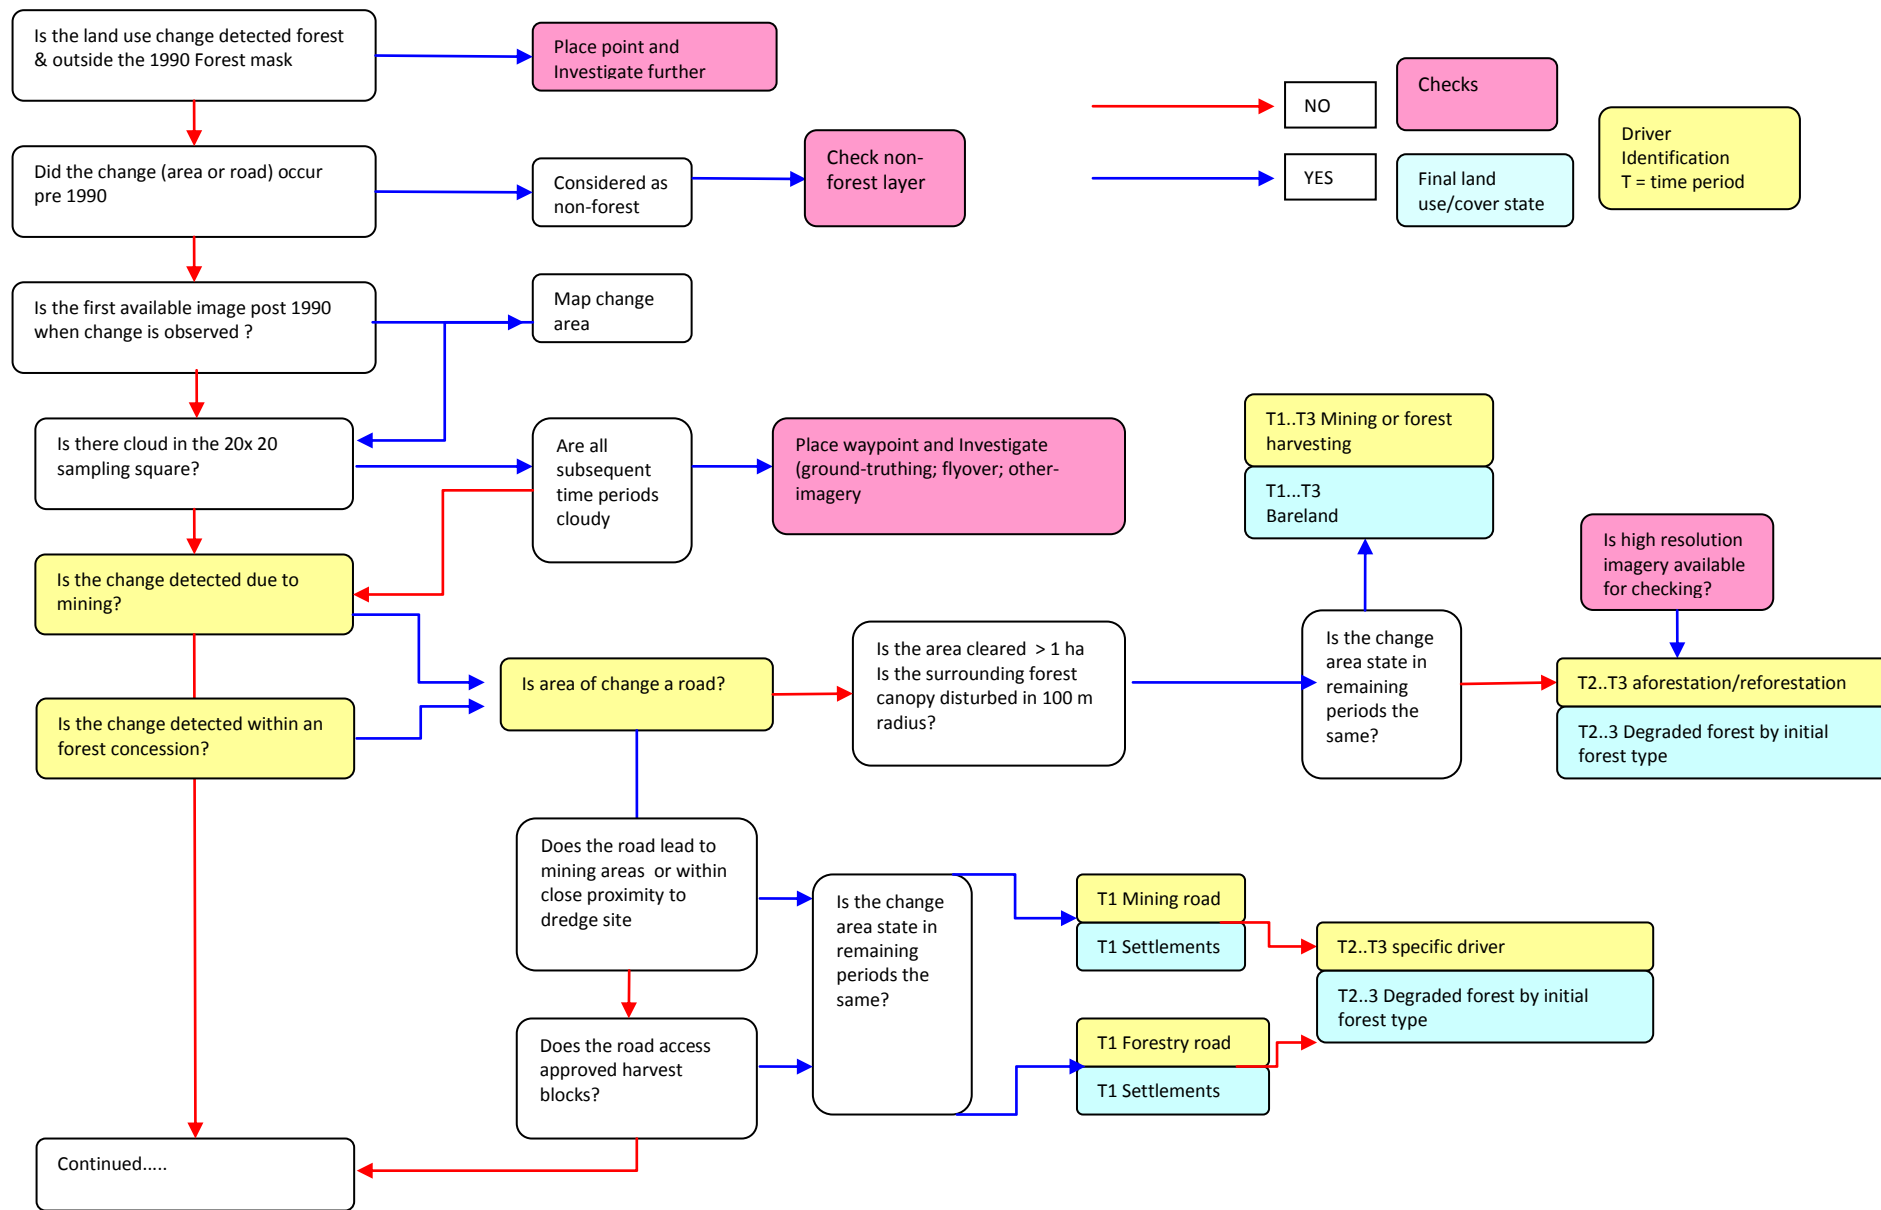 Is the land use change detected forest
& outside the 1990 Forest mask
Place point and
Investigate further
NO
Checks
Driver
Identification
T = time period
Did the change (area or road) occur
pre 1990
Considered as
non-forest
Check non-
forest layer
YES
Final land
use/cover state
Is the first available image post 1990
when change is observed ?
Map change
area
Is there cloud in the 20x 20
sampling square?
Are all
subsequent
time periods
cloudy
Place waypoint and Investigate
(ground-truthing; flyover; other-
imagery
T1..T3 Mining or forest
harvesting
T1...T3
Bareland
Is high resolution
imagery available
for checking?
Is the change detected due to
mining?
Is area of change a road?
Is the area cleared > 1 ha
Is the surrounding forest
canopy disturbed in 100 m
radius?
Is the change
area state in
remaining
periods the
same?
T2..T3 aforestation/reforestation
T2..3 Degraded forest by initial
forest type
Is the change detected within an
forest concession?
Does the road lead to
mining areas or within
close proximity to
dredge site
Is the change
area state in
remaining
periods the
same?
T1 Mining road
T1 Settlements
T2..T3 specific driver
T2..3 Degraded forest by initial
forest type
Does the road access
approved harvest
blocks?
T1 Forestry road
T1 Settlements
Continued.....